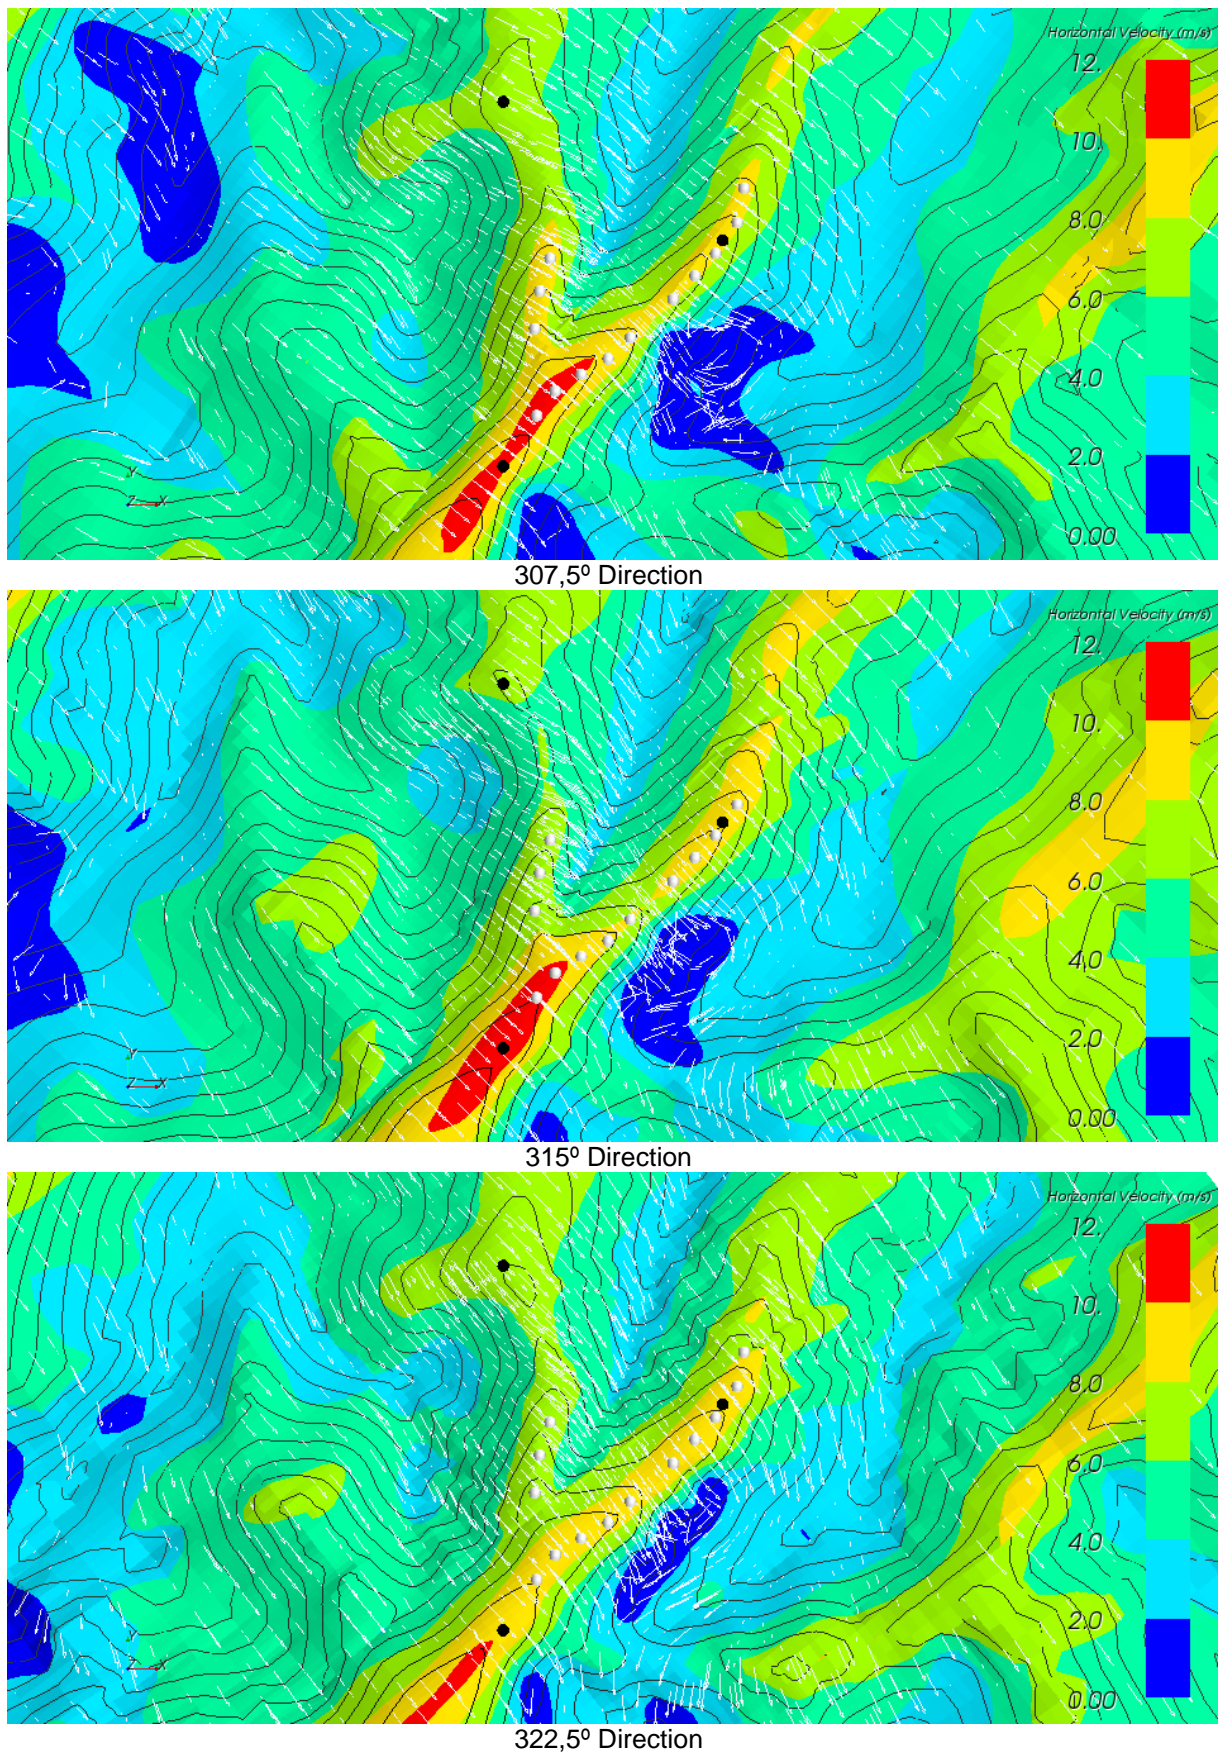 Horizontal Velocity (m/s)
12.
10.
8.0
6.0
4.0
2.0
0.00
Y
Z X
307,5º Direction
Horizontal Velocity (m/s)
12.
10.
8.0
6.0
4.0
2.0
0.00
Y
Z X
315º Direction
Horizontal Velocity (m/s)
12.
10.
8.0
6.0
4.0
2.0
0.00
Y
Z X
322,5º Direction